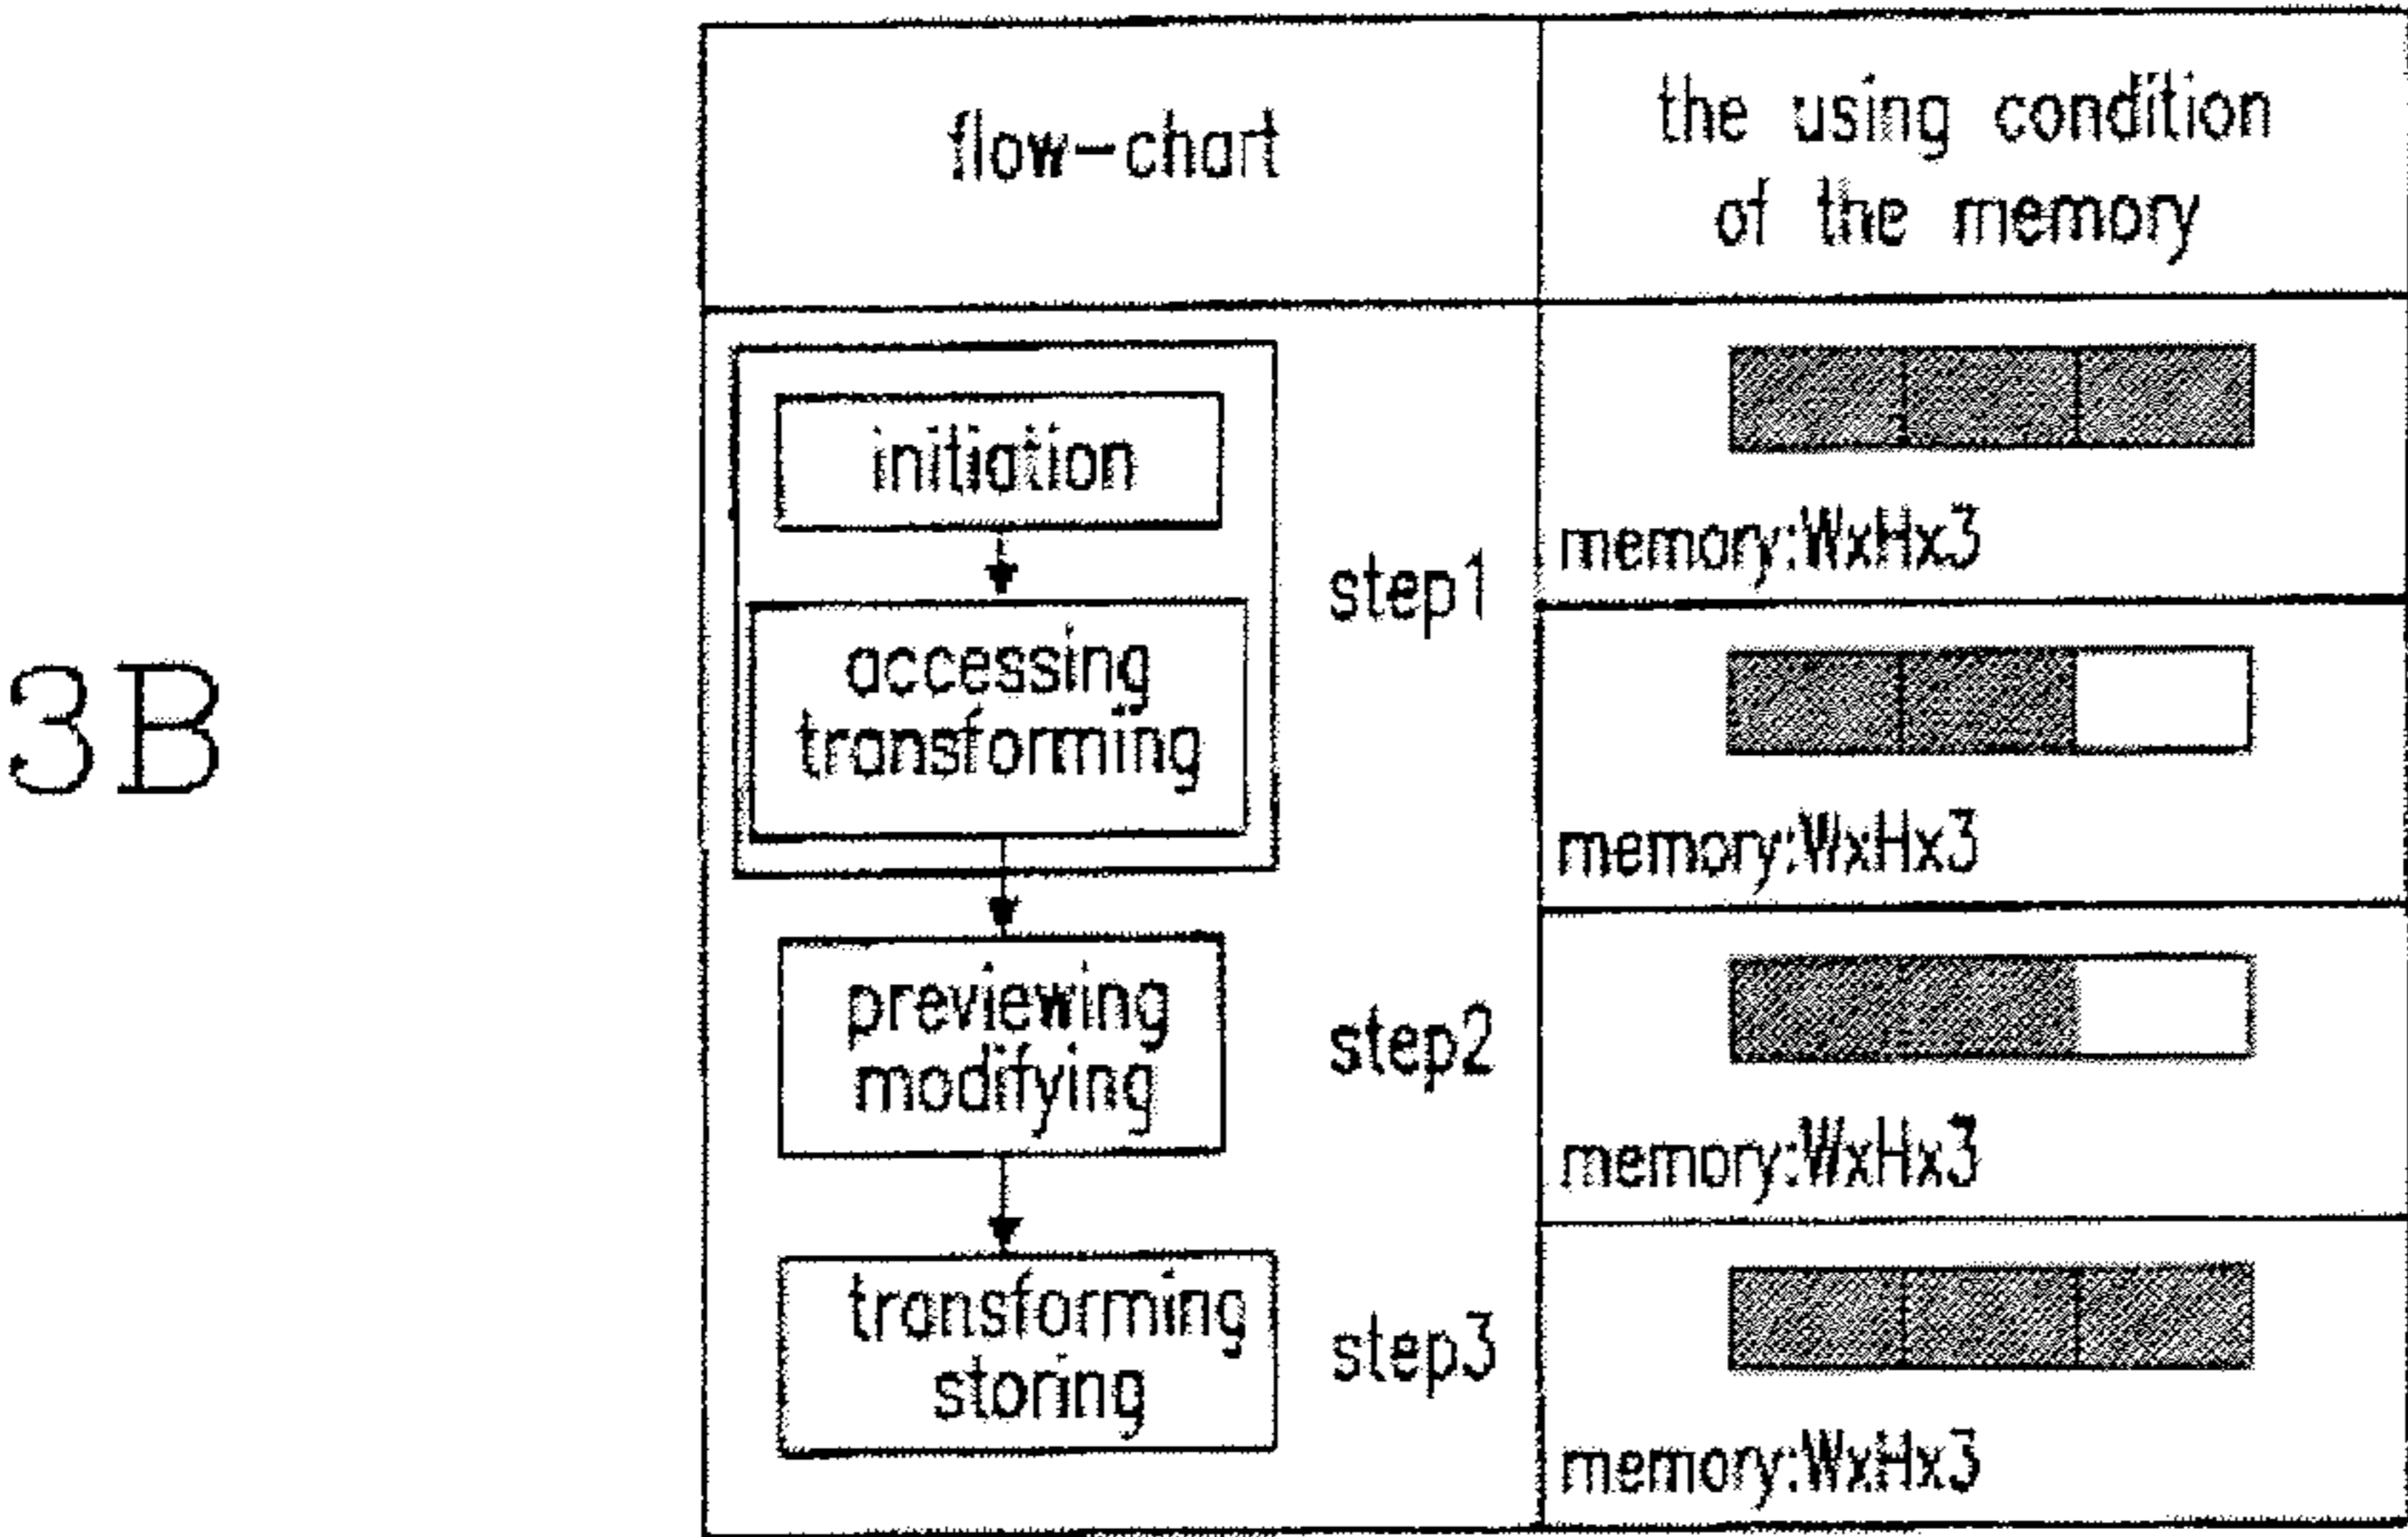 3B
flow-chart
the using condition
of the memory
initiation
accessing
transforming
step1
previewing
modifying
step2
transforming
storing
step3
memory:WxHx3
memory:WxHx3
memory:WxHx3
memory:WxHx3